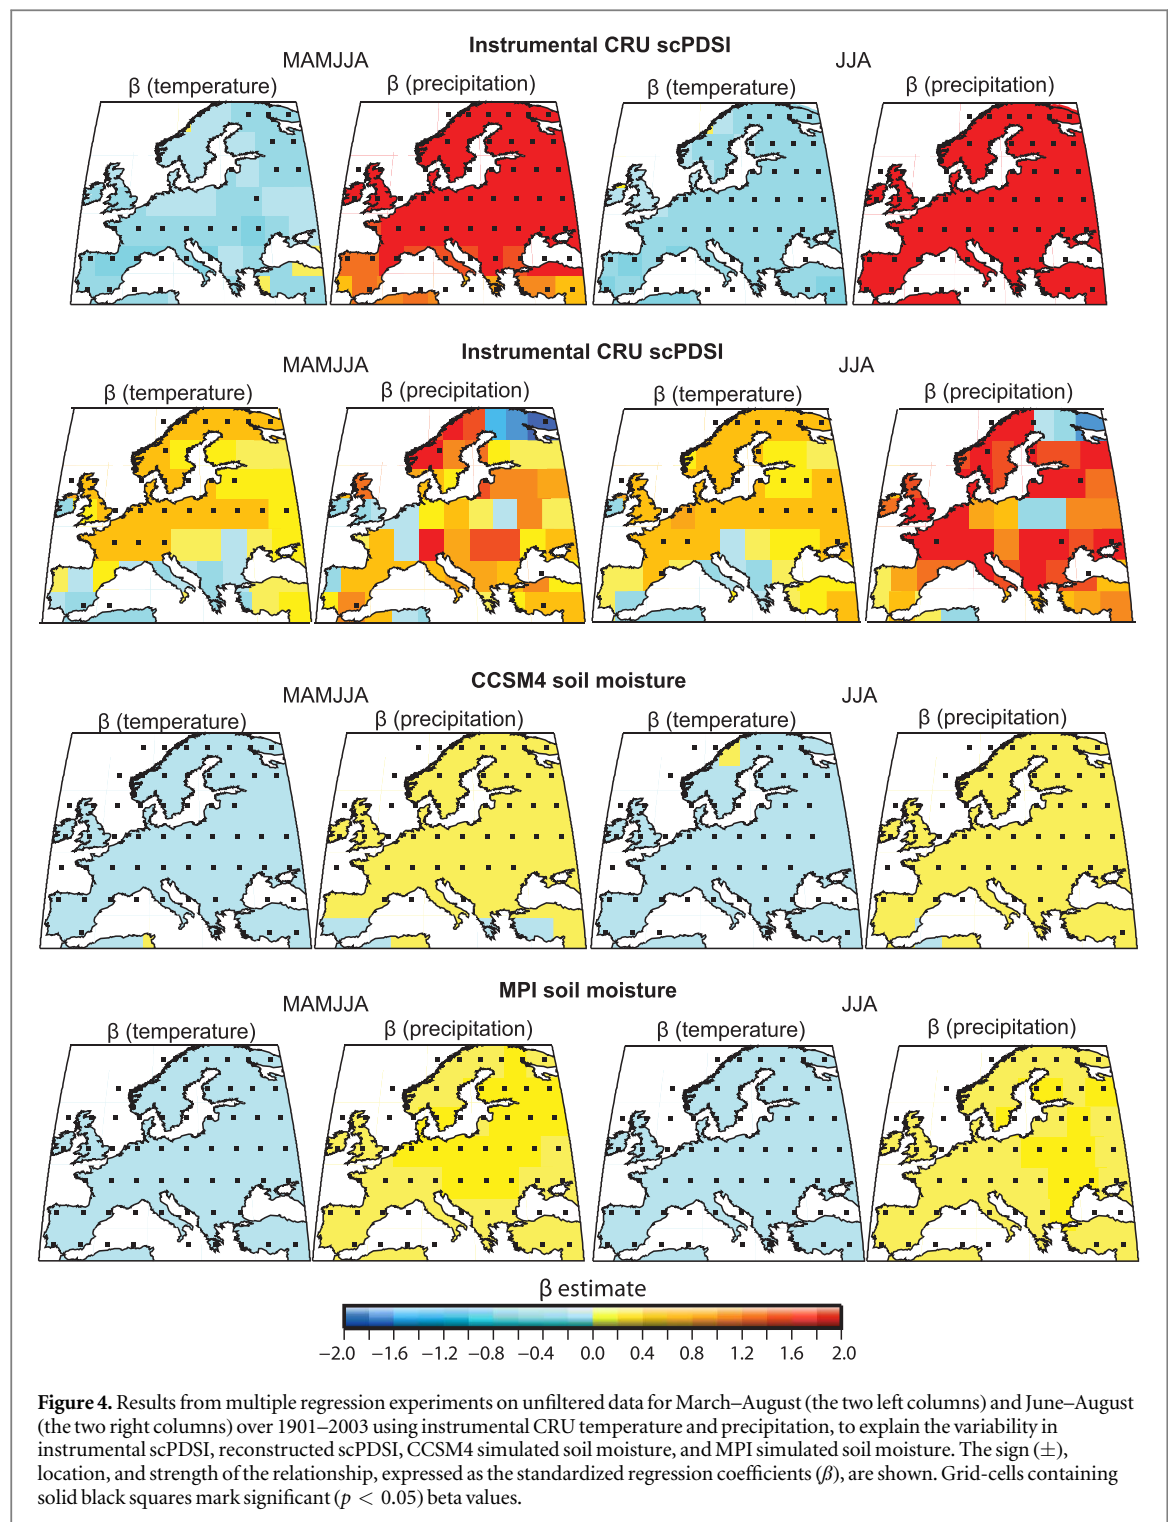 Instrumental CRU scPDSI
MAMJJA JJA
β (temperature) β (precipitation) β (temperature) β (precipitation)
Instrumental CRU scPDSI
MAMJJA JJA
β (temperature) β (precipitation) β (temperature) β (precipitation)
CCSM4 soil moisture
MAMJJA JJA
β (temperature) β (precipitation) β (temperature) β (precipitation)
MPI soil moisture
MAMJJA JJA
β (temperature) β (precipitation) β (temperature) β (precipitation)
β estimate
−2.0 −1.6 −1.2 −0.8 −0.4 0.0 0.4 0.8 1.2 1.6 2.0
Figure 4. Results from multiple regression experiments on unfiltered data for March–August (the two left columns) and June–August
(the two right columns) over 1901–2003 using instrumental CRU temperature and precipitation, to explain the variability in
instrumental scPDSI, reconstructed scPDSI, CCSM4 simulated soil moisture, and MPI simulated soil moisture. The sign (±),
location, and strength of the relationship, expressed as the standardized regression coefficients (β), are shown. Grid-cells containing
solid black squares mark significant (p < 0.05) beta values.